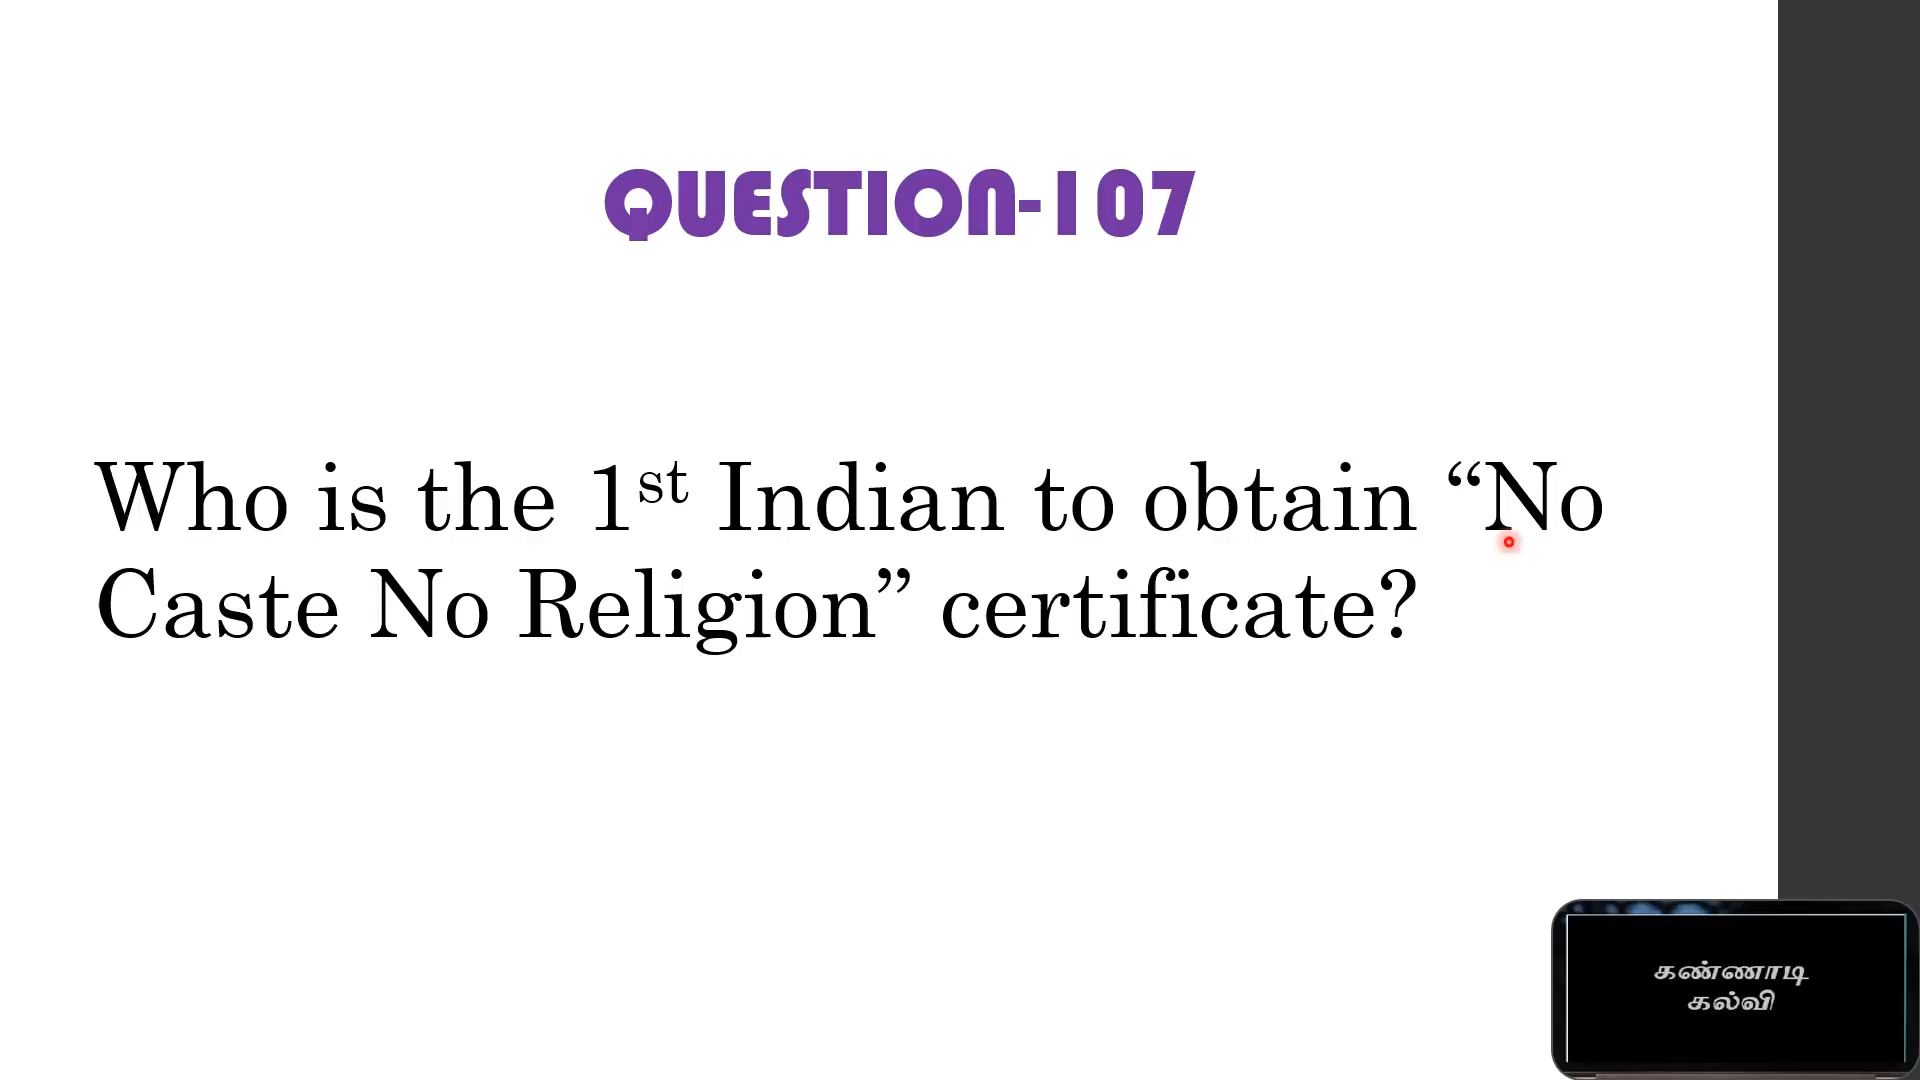 QUESTION-107
Who is the 1st Indian to obtain “No
Caste No Religion” certificate?
கண்ணாடி
கல்வி